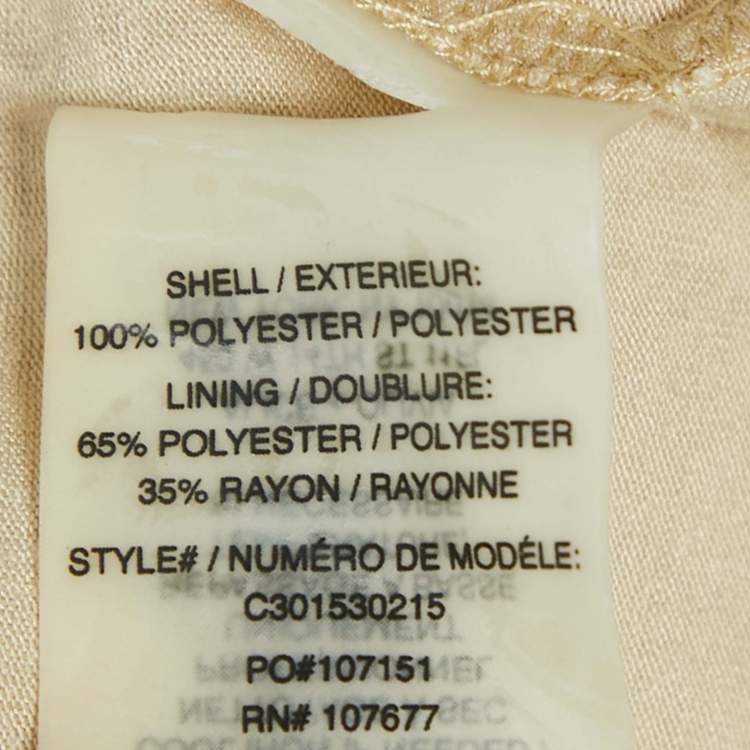 SHELL / EXTERIEUR:
100% POLYESTER / POLYESTER
LINING / DOUBLURE:
65% POLYESTER / POLYESTER
35% RAYON / RAYONNE
STYLE# / NUMÉRO DE MODÉLE:
C301530215
PO#107151
RN# 107677